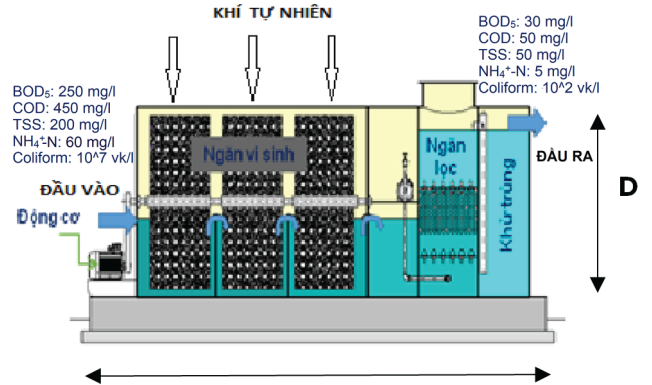 KHÍ TỰ NHIÊN
BOD₅: 30 mg/l
COD: 50 mg/l
TSS: 50 mg/l
NH₄⁺-N: 5 mg/l
Coliform: 10^2 vk/l
BOD₅: 250 mg/l
COD: 450 mg/l
TSS: 200 mg/l
NH₄⁺-N: 60 mg/l
Coliform: 10^7 vk/l
Ngăn vi sinh
Ngăn
lọc
Khử trùng
ĐẦU RA
D
ĐẦU VÀO
Động cơ